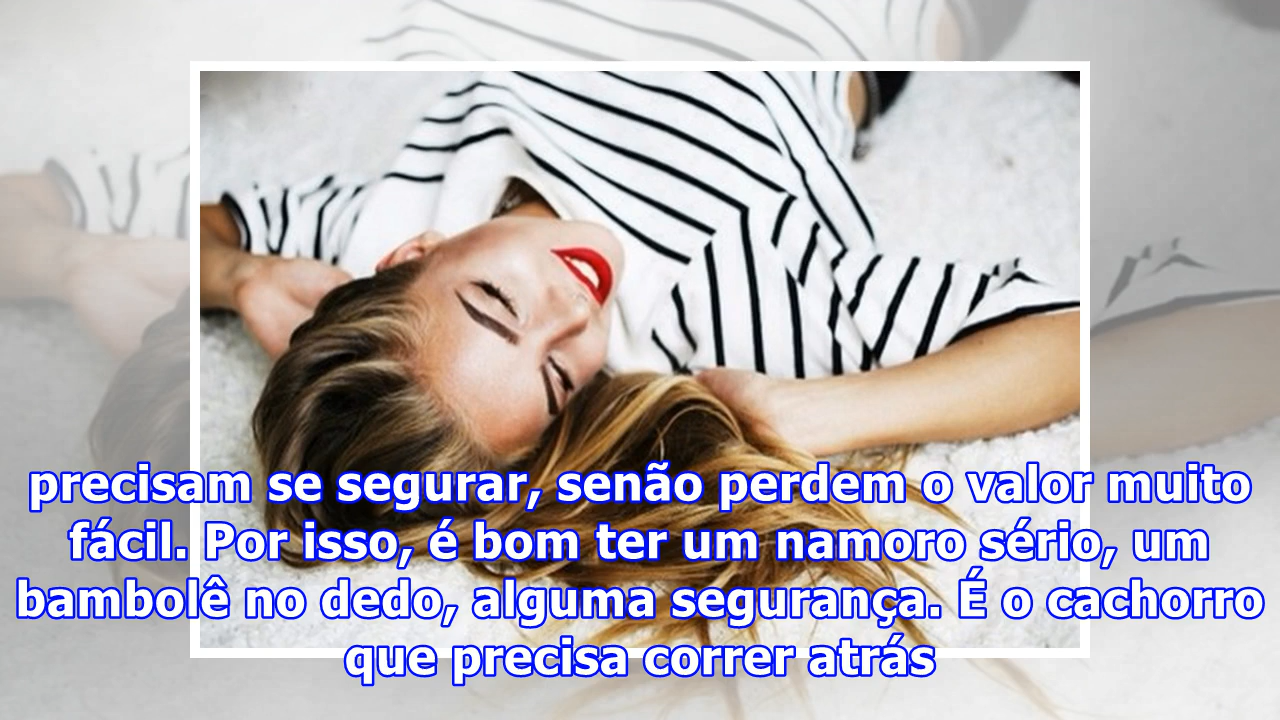 precisam se segurar, senão perdem o valor muito
fácil. Por isso, é bom ter um namoro sério, um
bambolê no dedo, alguma segurança. É o cachorro
que precisa correr atrás